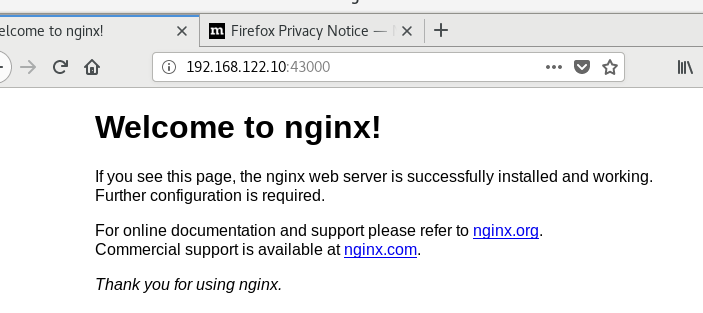 elcome to nginx!
Firefox Privacy Notice —
192.168.122.10:43000
Welcome to nginx!
If you see this page, the nginx web server is successfully installed and working.
Further configuration is required.
For online documentation and support please refer to nginx.org.
Commercial support is available at nginx.com.
Thank you for using nginx.